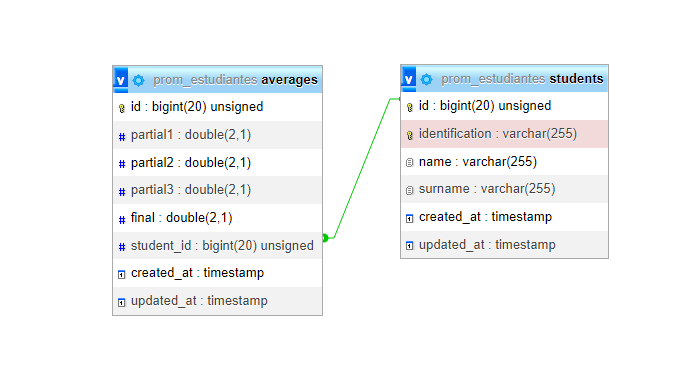 v prom_estudiantes averages
id : bigint(20) unsigned
partial1 : double(2,1)
partial2 : double(2,1)
partial3 : double(2,1)
final : double(2,1)
student_id : bigint(20) unsigned
created_at : timestamp
updated_at : timestamp
v prom_estudiantes students
id : bigint(20) unsigned
identification : varchar(255)
name : varchar(255)
surname : varchar(255)
created_at : timestamp
updated_at : timestamp